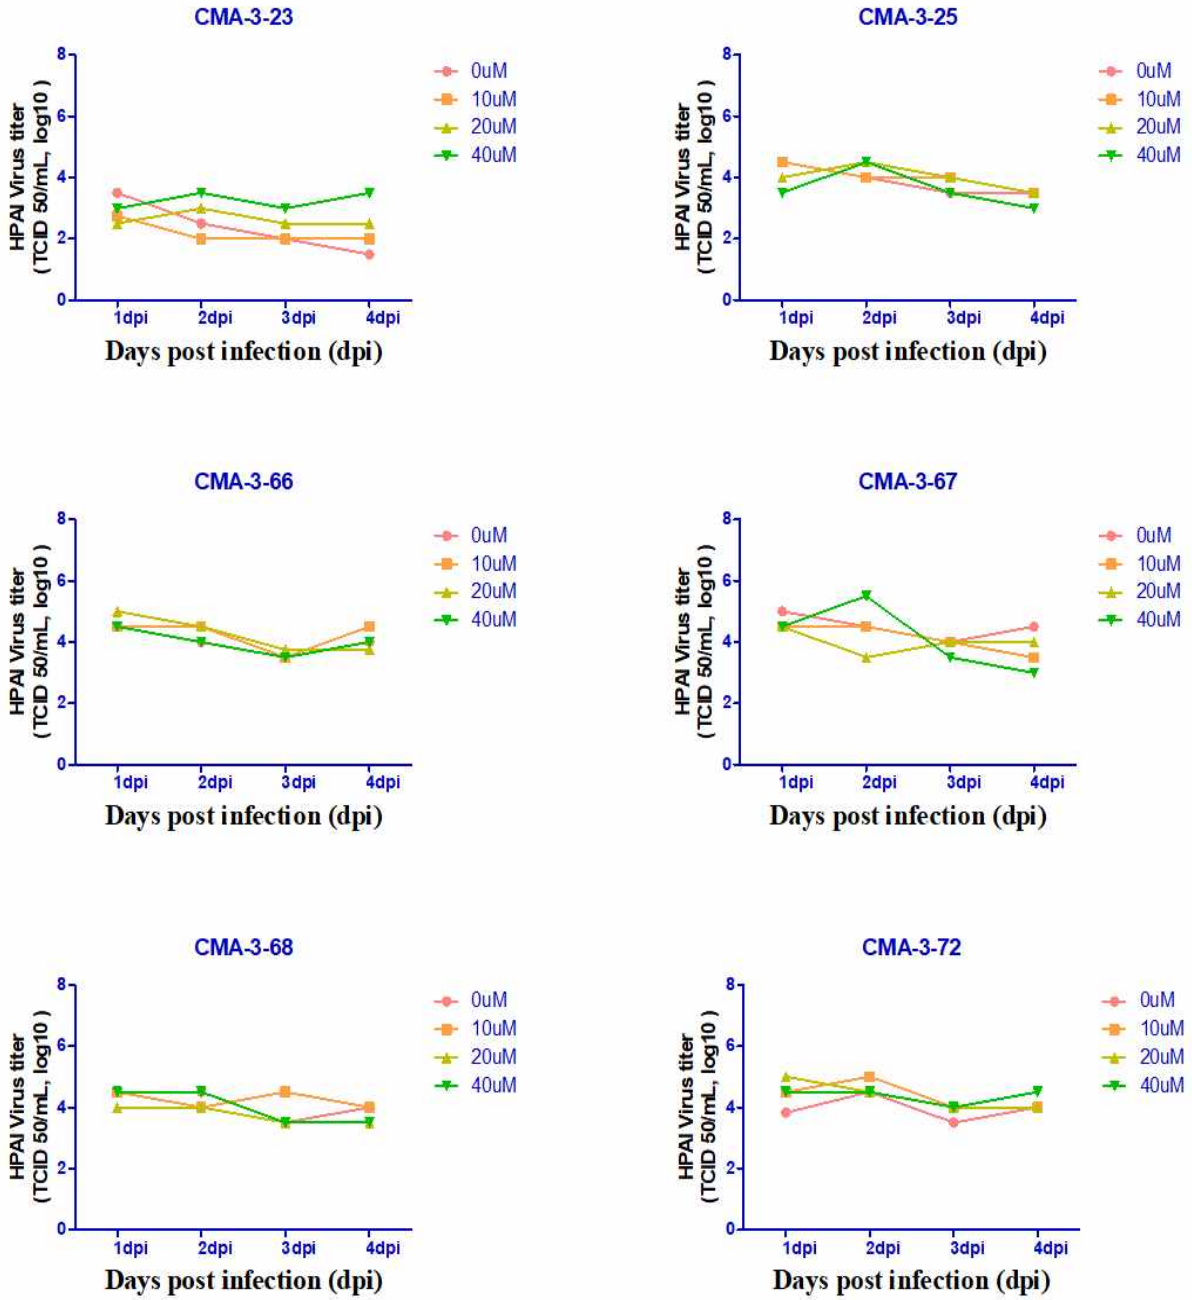 CMA-3-23
HPAI Virus titer
( TCID 50/mL, log10 )
8
6
4
2
0
1dpi 2dpi 3dpi 4dpi
Days post infection (dpi)
0uM
10uM
20uM
40uM
CMA-3-25
HPAI Virus titer
( TCID 50/mL, log10 )
8
6
4
2
0
1dpi 2dpi 3dpi 4dpi
Days post infection (dpi)
0uM
10uM
20uM
40uM
CMA-3-66
HPAI Virus titer
( TCID 50/mL, log10 )
8
6
4
2
0
1dpi 2dpi 3dpi 4dpi
Days post infection (dpi)
0uM
10uM
20uM
40uM
CMA-3-67
HPAI Virus titer
( TCID 50/mL, log10 )
8
6
4
2
0
1dpi 2dpi 3dpi 4dpi
Days post infection (dpi)
0uM
10uM
20uM
40uM
CMA-3-68
HPAI Virus titer
( TCID 50/mL, log10 )
8
6
4
2
0
1dpi 2dpi 3dpi 4dpi
Days post infection (dpi)
0uM
10uM
20uM
40uM
CMA-3-72
HPAI Virus titer
( TCID 50/mL, log10 )
8
6
4
2
0
1dpi 2dpi 3dpi 4dpi
Days post infection (dpi)
0uM
10uM
20uM
40uM